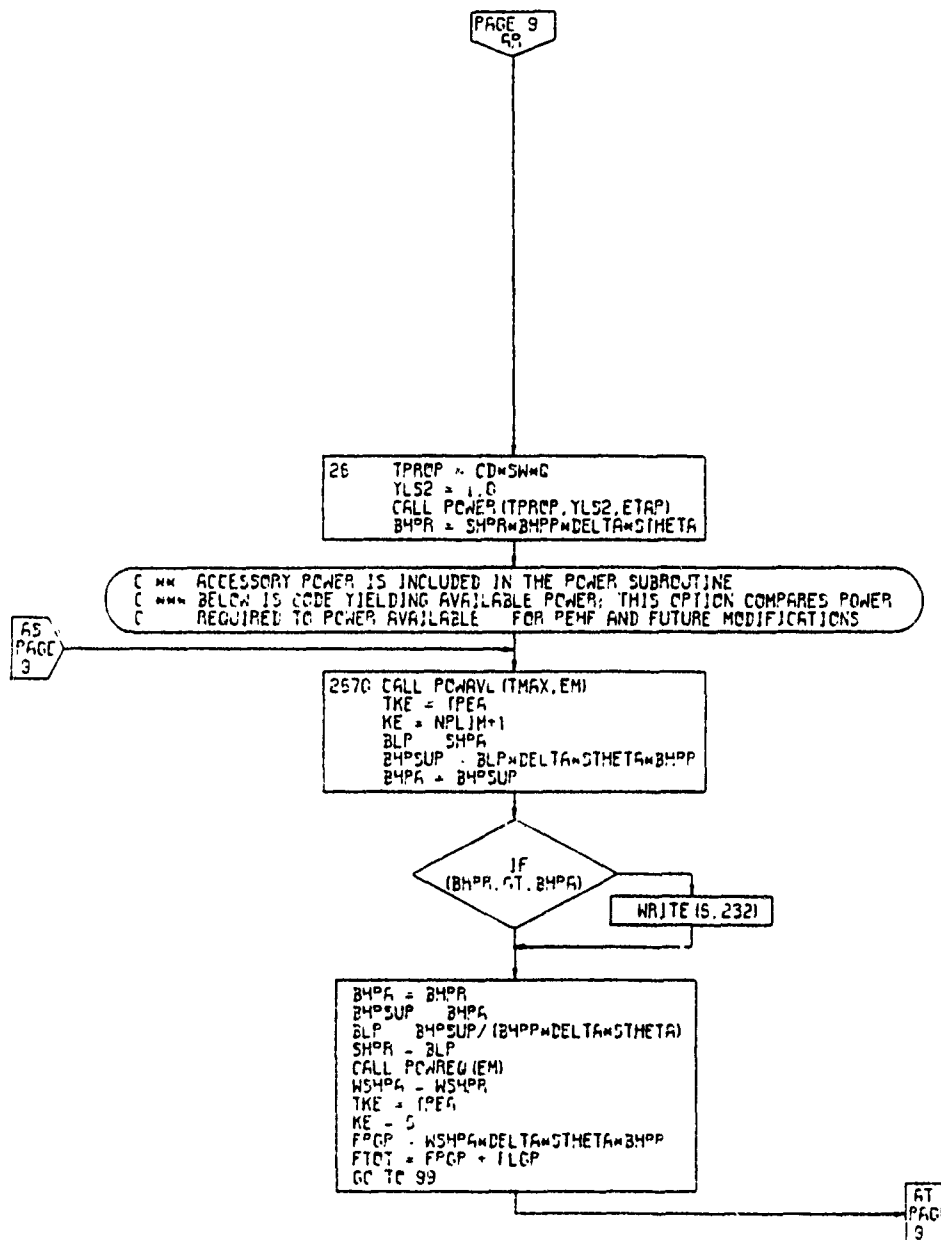 PAGE 9
AR
26 TPROP = CD*SW*Q
YLS2 = 1.0
CALL POWER(TPROP,YLS2,ETAP)
BHPR = SHPR*BHPP*DELTA*STHETA
C ** ACCESSORY POWER IS INCLUDED IN THE POWER SUBROUTINE
C *** BELOW IS CODE YIELDING AVAILABLE POWER; THIS OPTION COMPARES POWER
C REQUIRED TO POWER AVAILABLE FOR PEMF AND FUTURE MODIFICATIONS
AS
PAGE
9
2670 CALL POWAVL(TMAX,EM)
TKE = TPEA
KE = NPLIM+1
BLP SHPA
BHPSUP - BLP*DELTA*STHETA*BHPP
BHPA = BHPSUP
IF
(BHPR.GT.BHPA)
WRITE(6,232)
BHPA = BHPR
BHPSUP BHPA
BLP BHPSUP/(BHPP*DELTA*STHETA)
SHPR - BLP
CALL POWREQ(EM)
WSHPA - WSHPR
TKE = TPEA
KE - 5
FPGP - WSHPA*DELTA*STHETA*BHPP
FTOT = FPGP + FLGP
GO TO 99
AT
PAGE
9